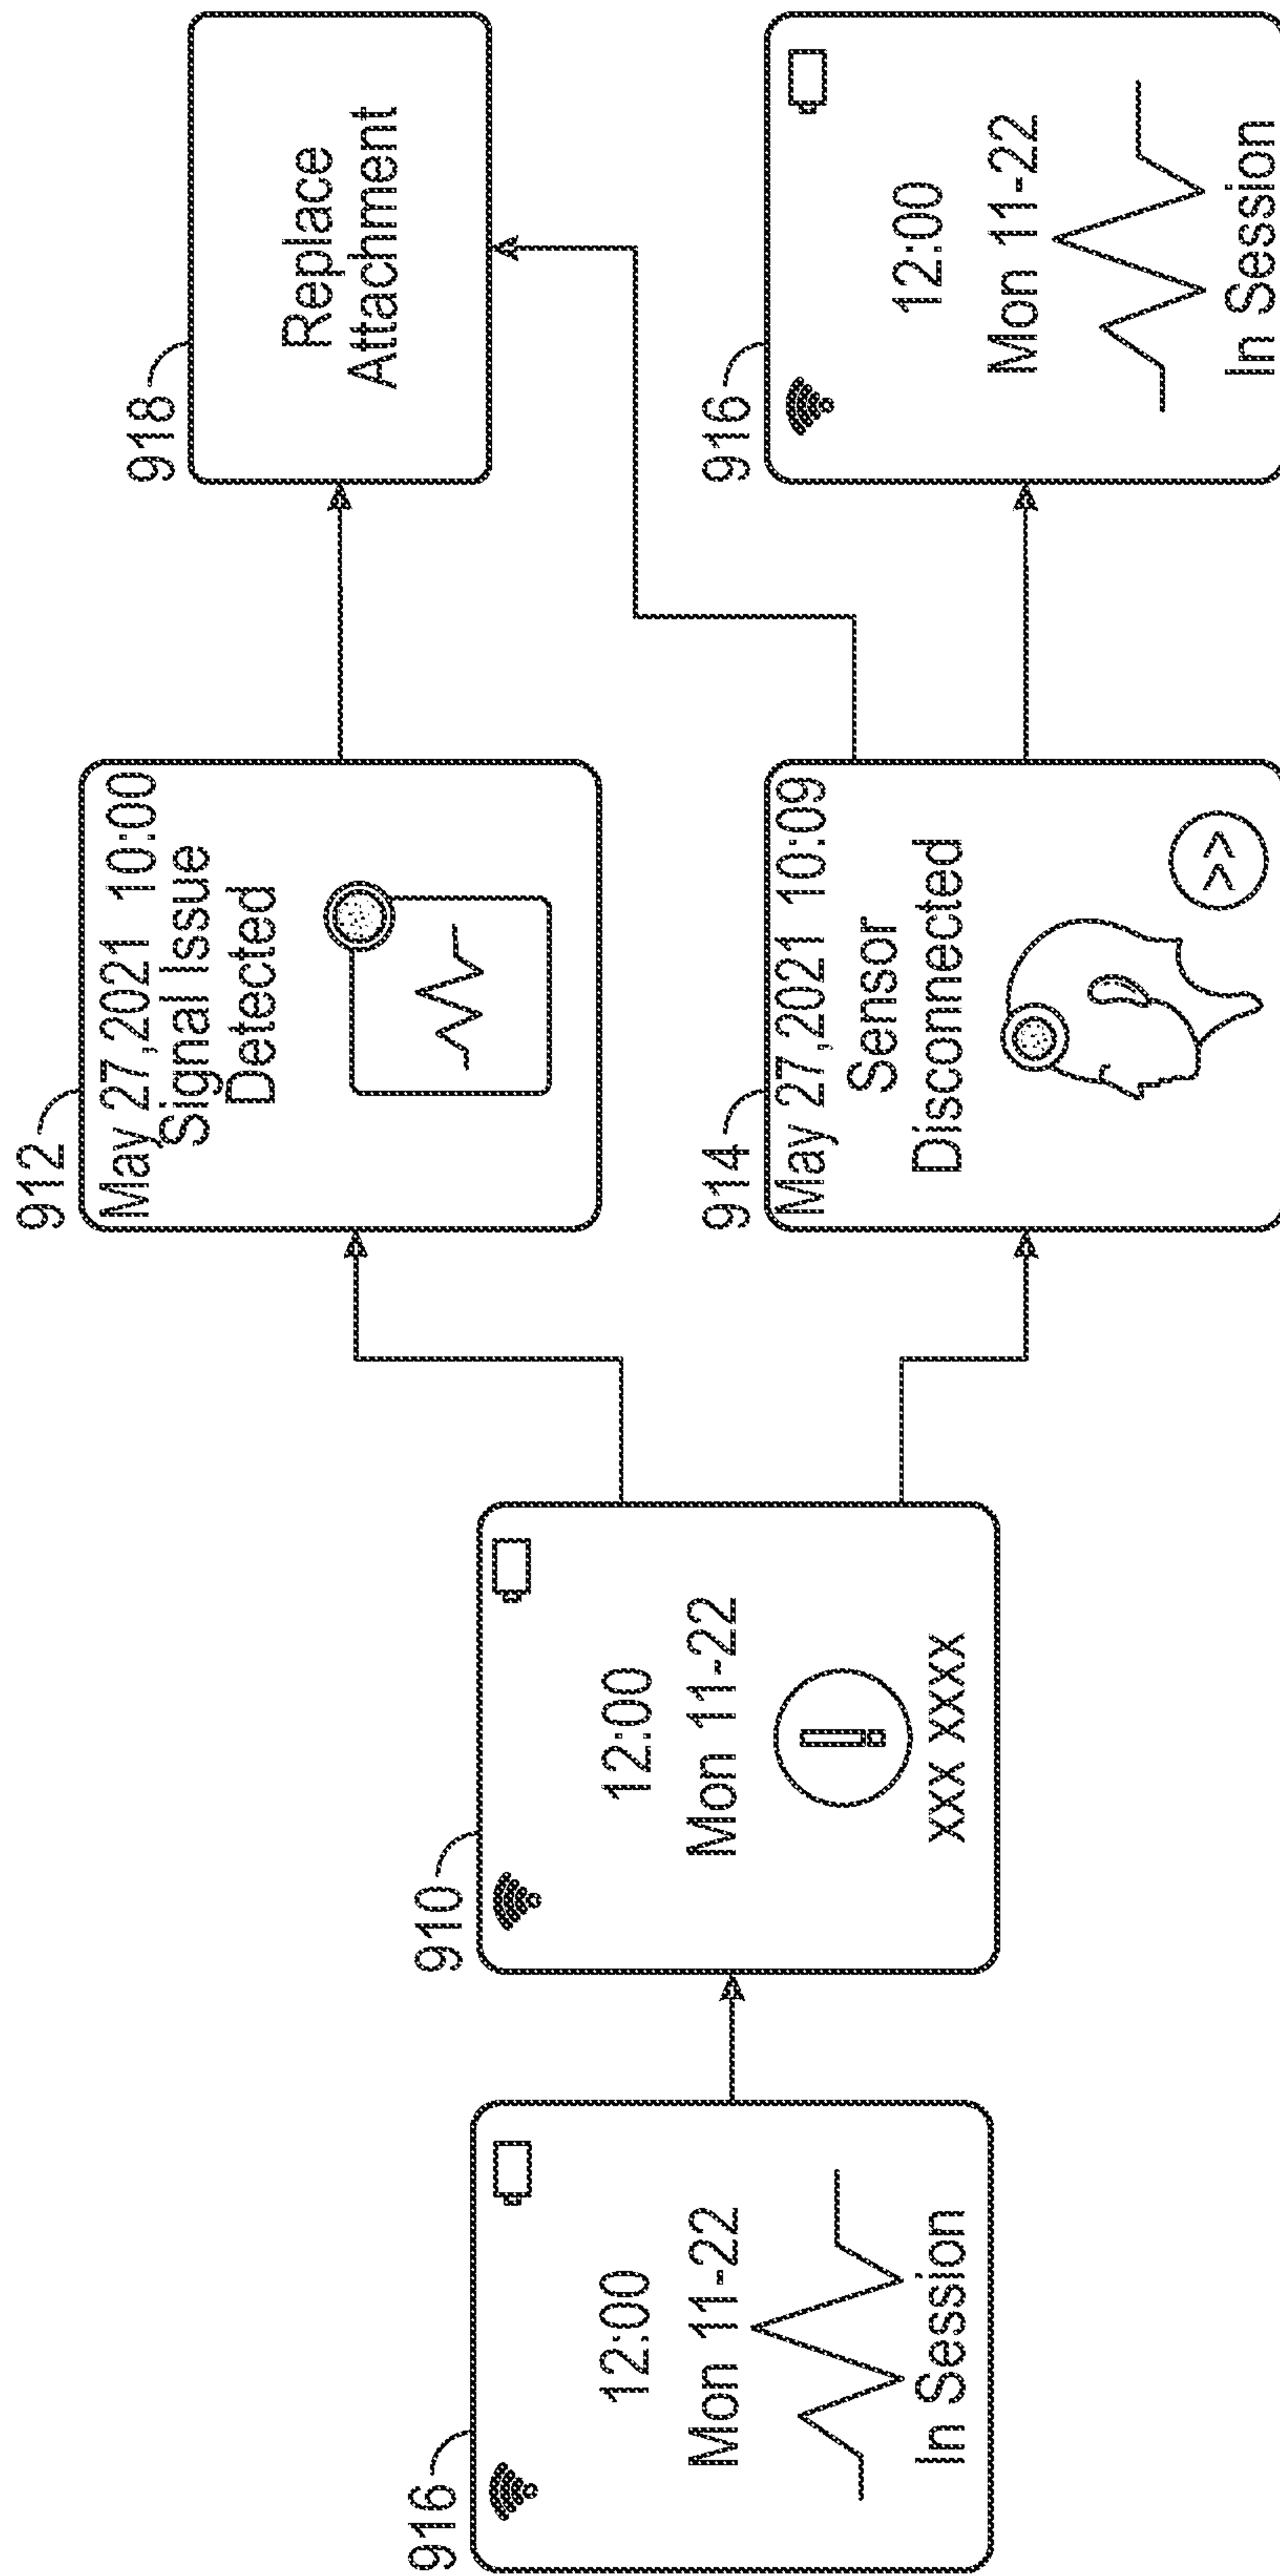 916
12:00
Mon 11-22
In Session
910
12:00
Mon 11-22
xxx xxxx
912
May 27,2021 10:00
Signal Issue
Detected
914
May 27,2021 10:09
Sensor
Disconnected
>>
918
Replace
Attachment
916
12:00
Mon 11-22
In Session